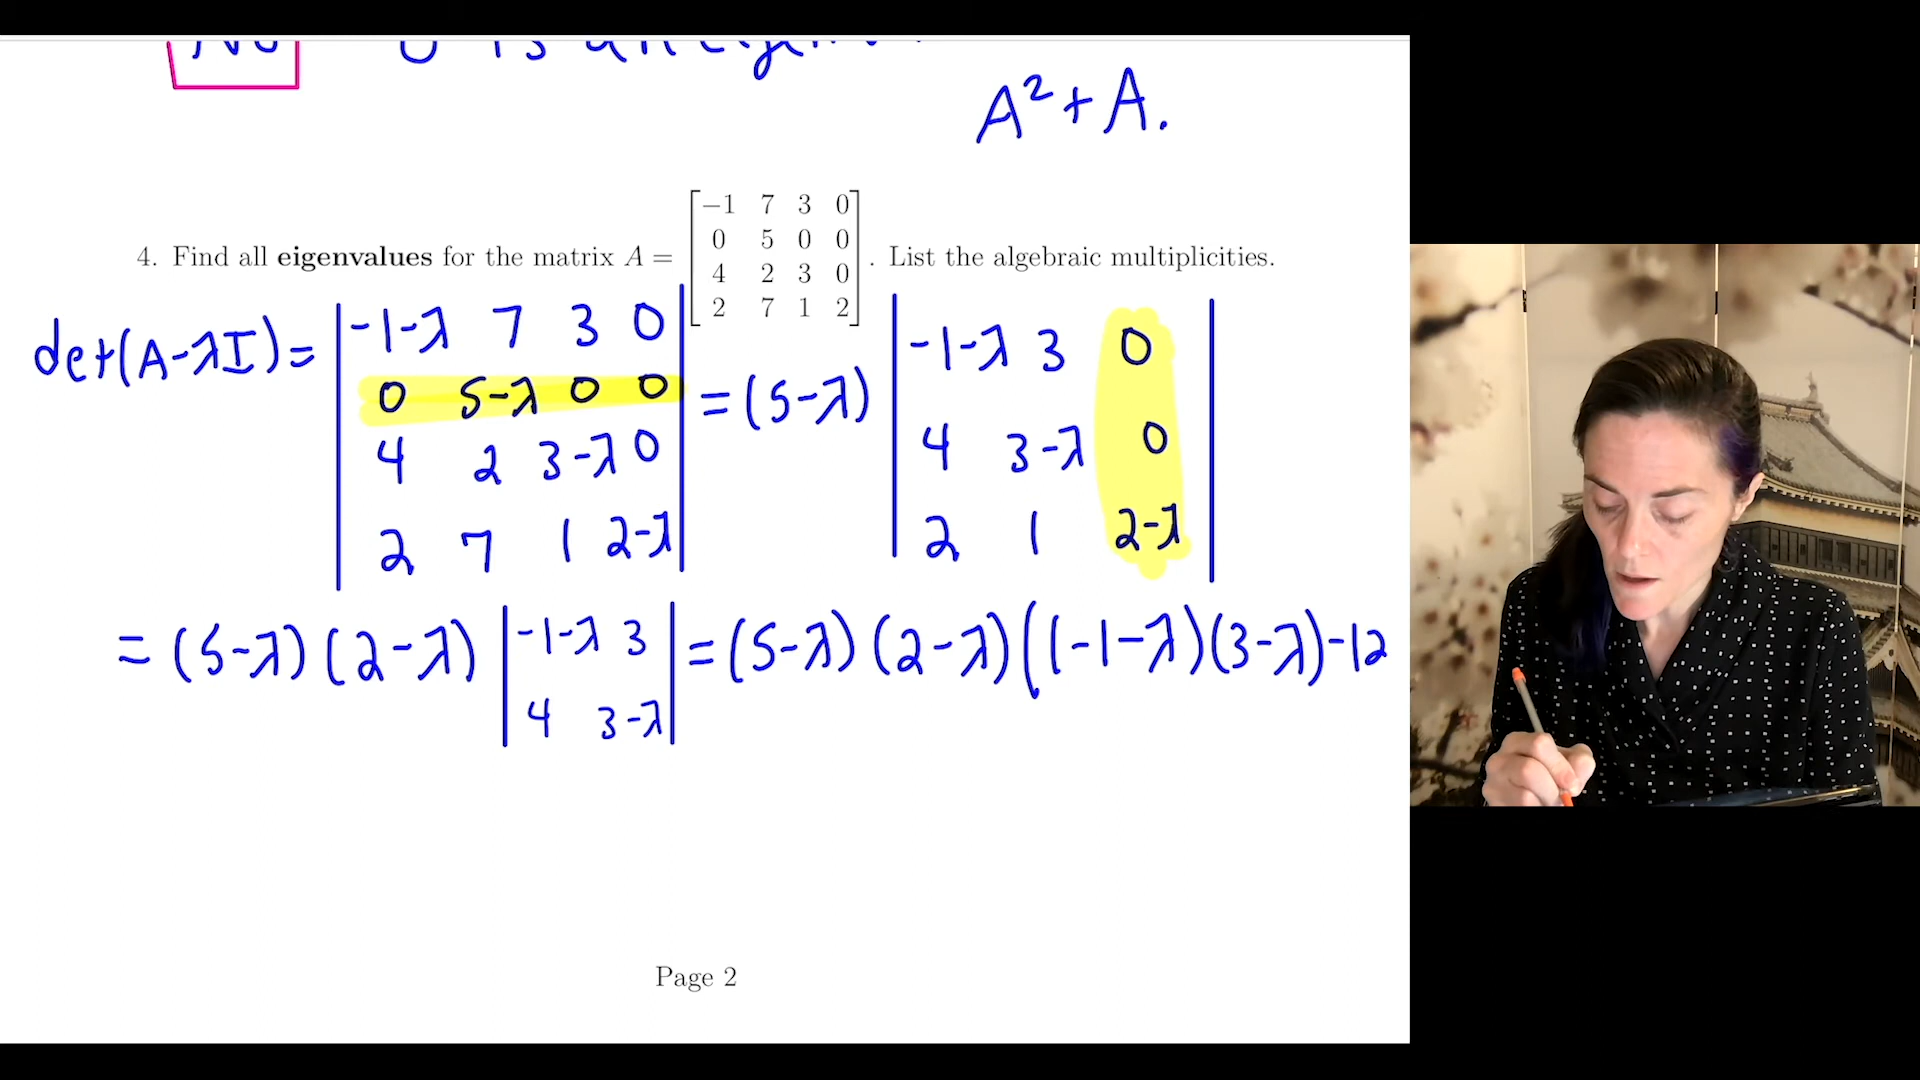 is an
A² + A.
4. Find all eigenvalues for the matrix A = [−1 7 3 0
0 5 0 0
4 2 3 0
2 7 1 2]. List the algebraic multiplicities.
det(A-λI) = |-1-λ 7 3 0
0 5-λ 0 0
4 2 3-λ 0
2 7 1 2-λ| = (5-λ) |-1-λ 3 0
4 3-λ 0
2 1 2-λ|
= (5-λ)(2-λ) |-1-λ 3
4 3-λ| = (5-λ)(2-λ)((-1-λ)(3-λ)-12
Page 2